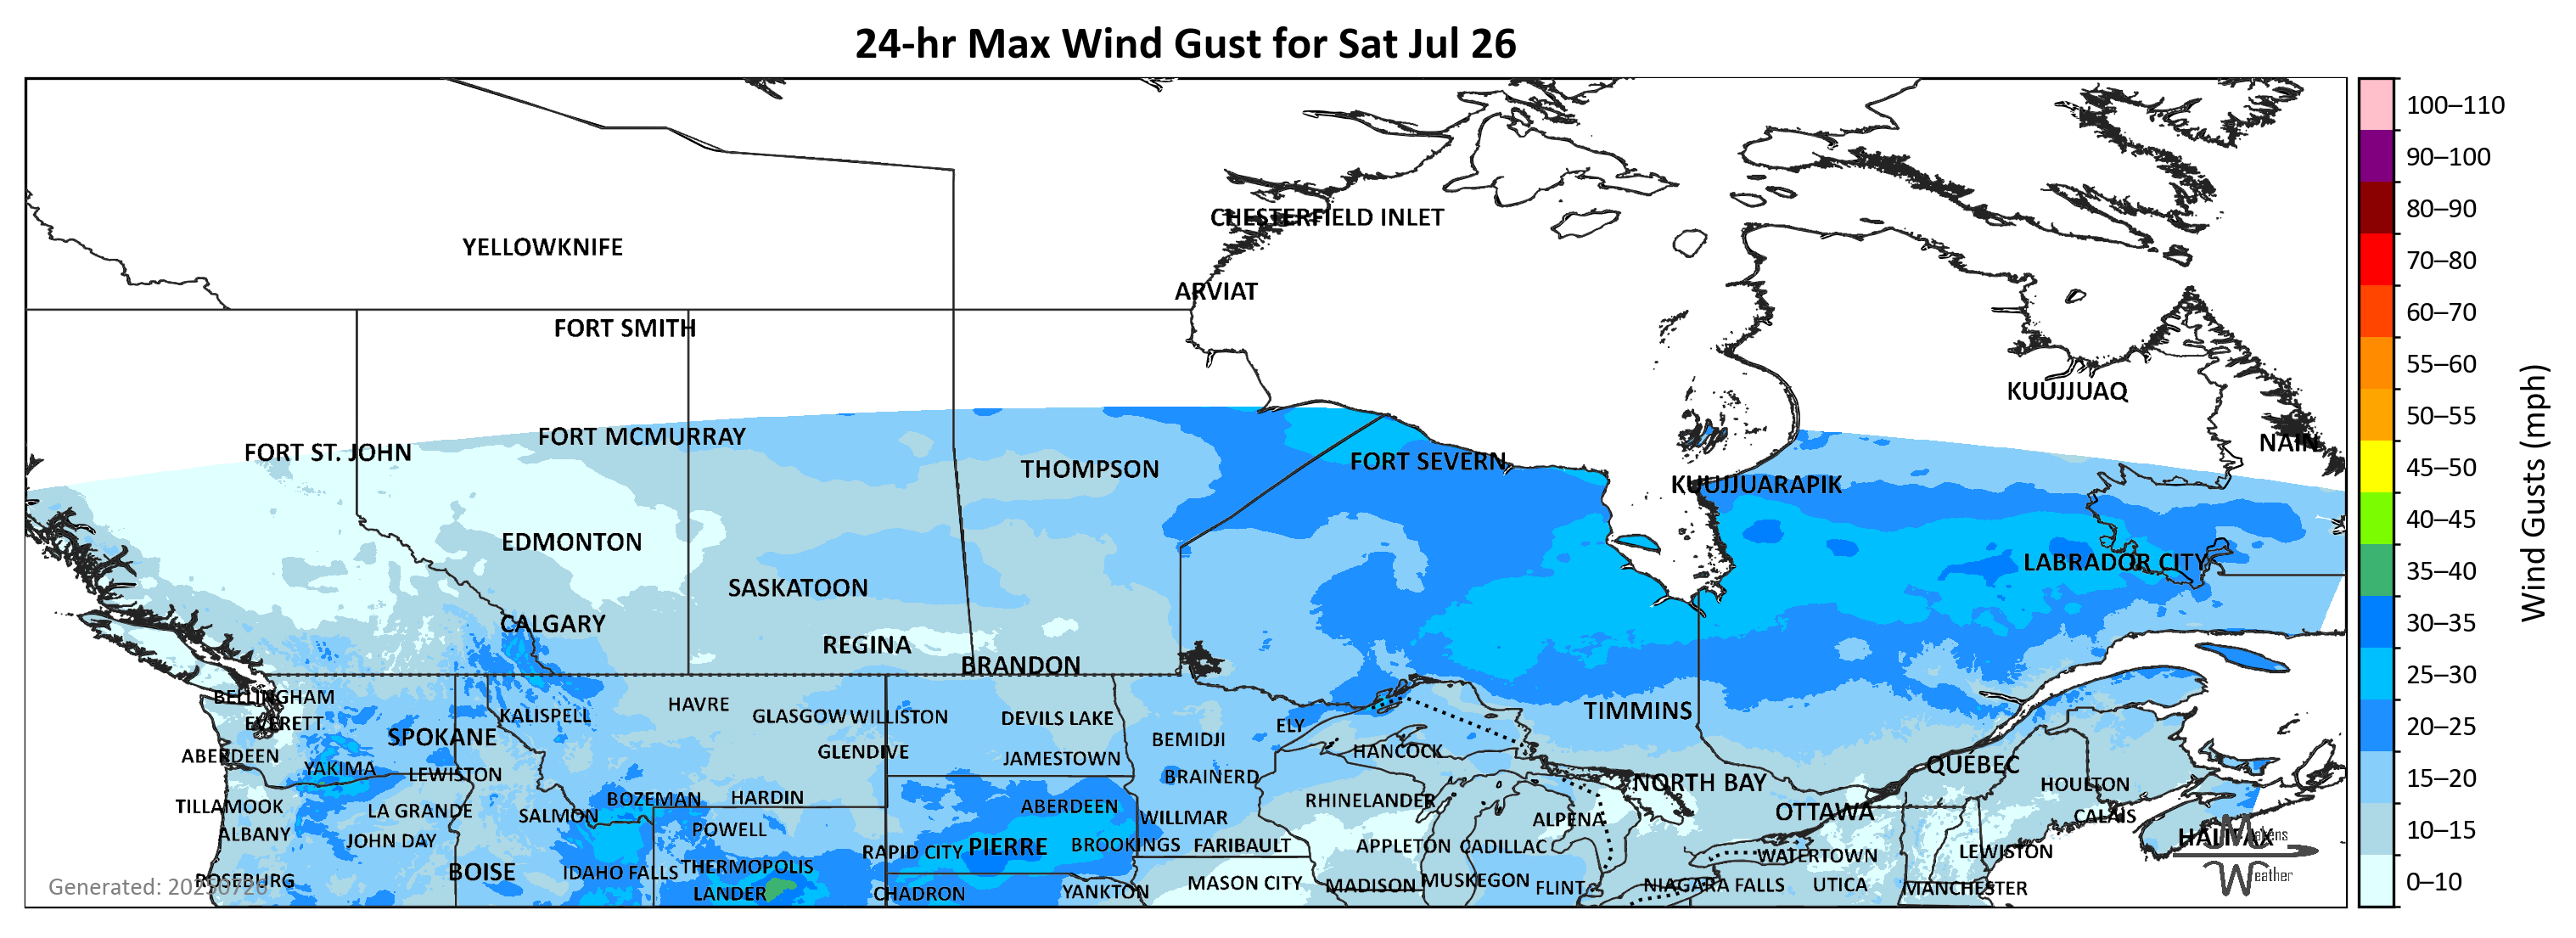 24-hr Max Wind Gust for Sat Jul 26
CHESTERFIELD INLET
YELLOWKNIFE
ARVIAT
FORT SMITH
KUUJJUAQ
FORT MCMURRAY
NAIN
FORT ST. JOHN
FORT SEVERN
THOMPSON
KUUJJUARAPIK
EDMONTON
LABRADOR CITY
SASKATOON
CALGARY
REGINA
BRANDON
BELLINGHAM
HAVRE
KALISPELL
GLASGOW
WILLISTON
DEVILS LAKE
TIMMINS
EVERETT
ELY
SPOKANE
BEMIDJI
GLENDIVE
HANCOCK
ABERDEEN
JAMESTOWN
QUÉBEC
YAKIMA
LEWISTON
BRAINERD
NORTH BAY
HOULTON
BOZEMAN
HARDIN
RHINELANDER
TILLAMOOK
ABERDEEN
LA GRANDE
OTTAWA
SALMON
WILLMAR
CALAIS
ALPENA
POWELL
ALBANY
HALIFAX
JOHN DAY
PIERRE
BROOKINGS
FARIBAULT
APPLETON
CADILLAC
RAPID CITY
LEWISTON
WATERTOWN
THERMOPOLIS
BOISE
IDAHO FALLS
ROSEBURG
MUSKEGON
MASON CITY
MADISON
NIAGARA FALLS
UTICA
FLINT
MANCHESTER
LANDER
CHADRON
YANKTON
Generated: 20250726
Makens
Weather
100–110
90–100
80–90
70–80
60–70
55–60
50–55
45–50
40–45
35–40
30–35
25–30
20–25
15–20
10–15
0–10
Wind Gusts (mph)